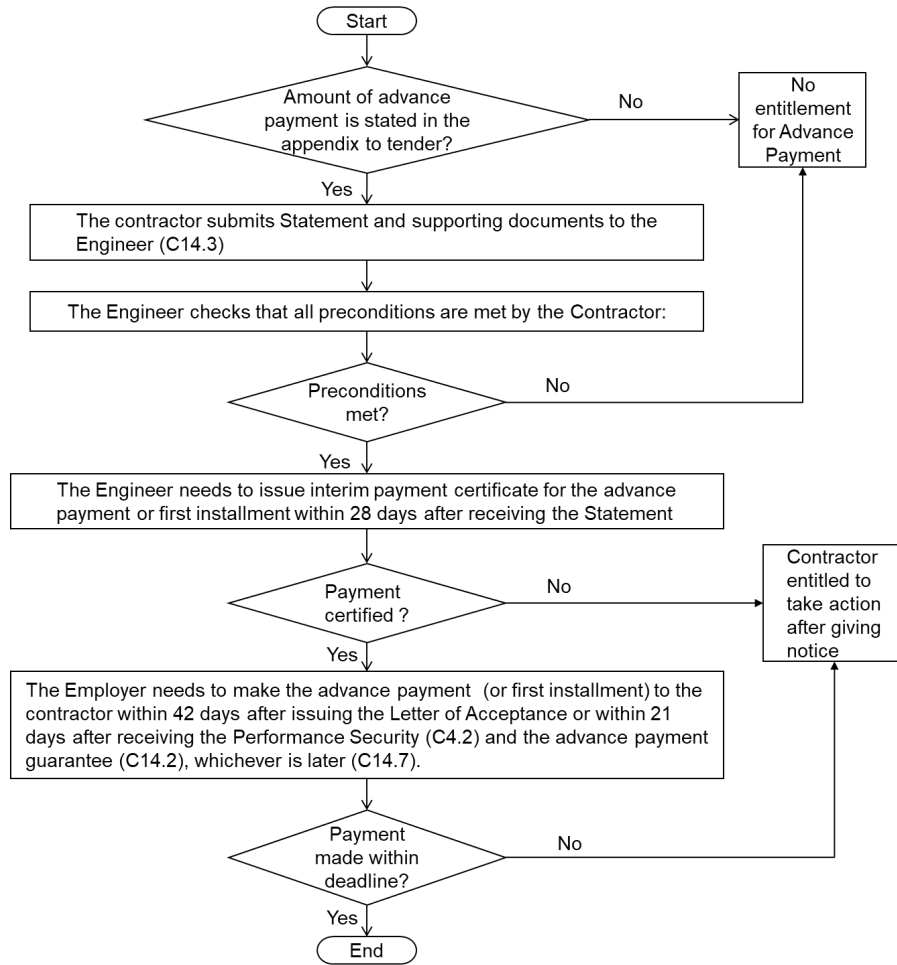 Start
Amount of advance
payment is stated in the
appendix to tender?
No
No
entitlement
for Advance
Payment
Yes
The contractor submits Statement and supporting documents to the
Engineer (C14.3)
The Engineer checks that all preconditions are met by the Contractor:
Preconditions
met?
No
Yes
The Engineer needs to issue interim payment certificate for the advance
payment or first installment within 28 days after receiving the Statement
Payment
certified ?
No
Contractor
entitled to
take action
after giving
notice
Yes
The Employer needs to make the advance payment (or first installment) to the
contractor within 42 days after issuing the Letter of Acceptance or within 21
days after receiving the Performance Security (C4.2) and the advance payment
guarantee (C14.2), whichever is later (C14.7).
Payment
made within
deadline?
No
Yes
End